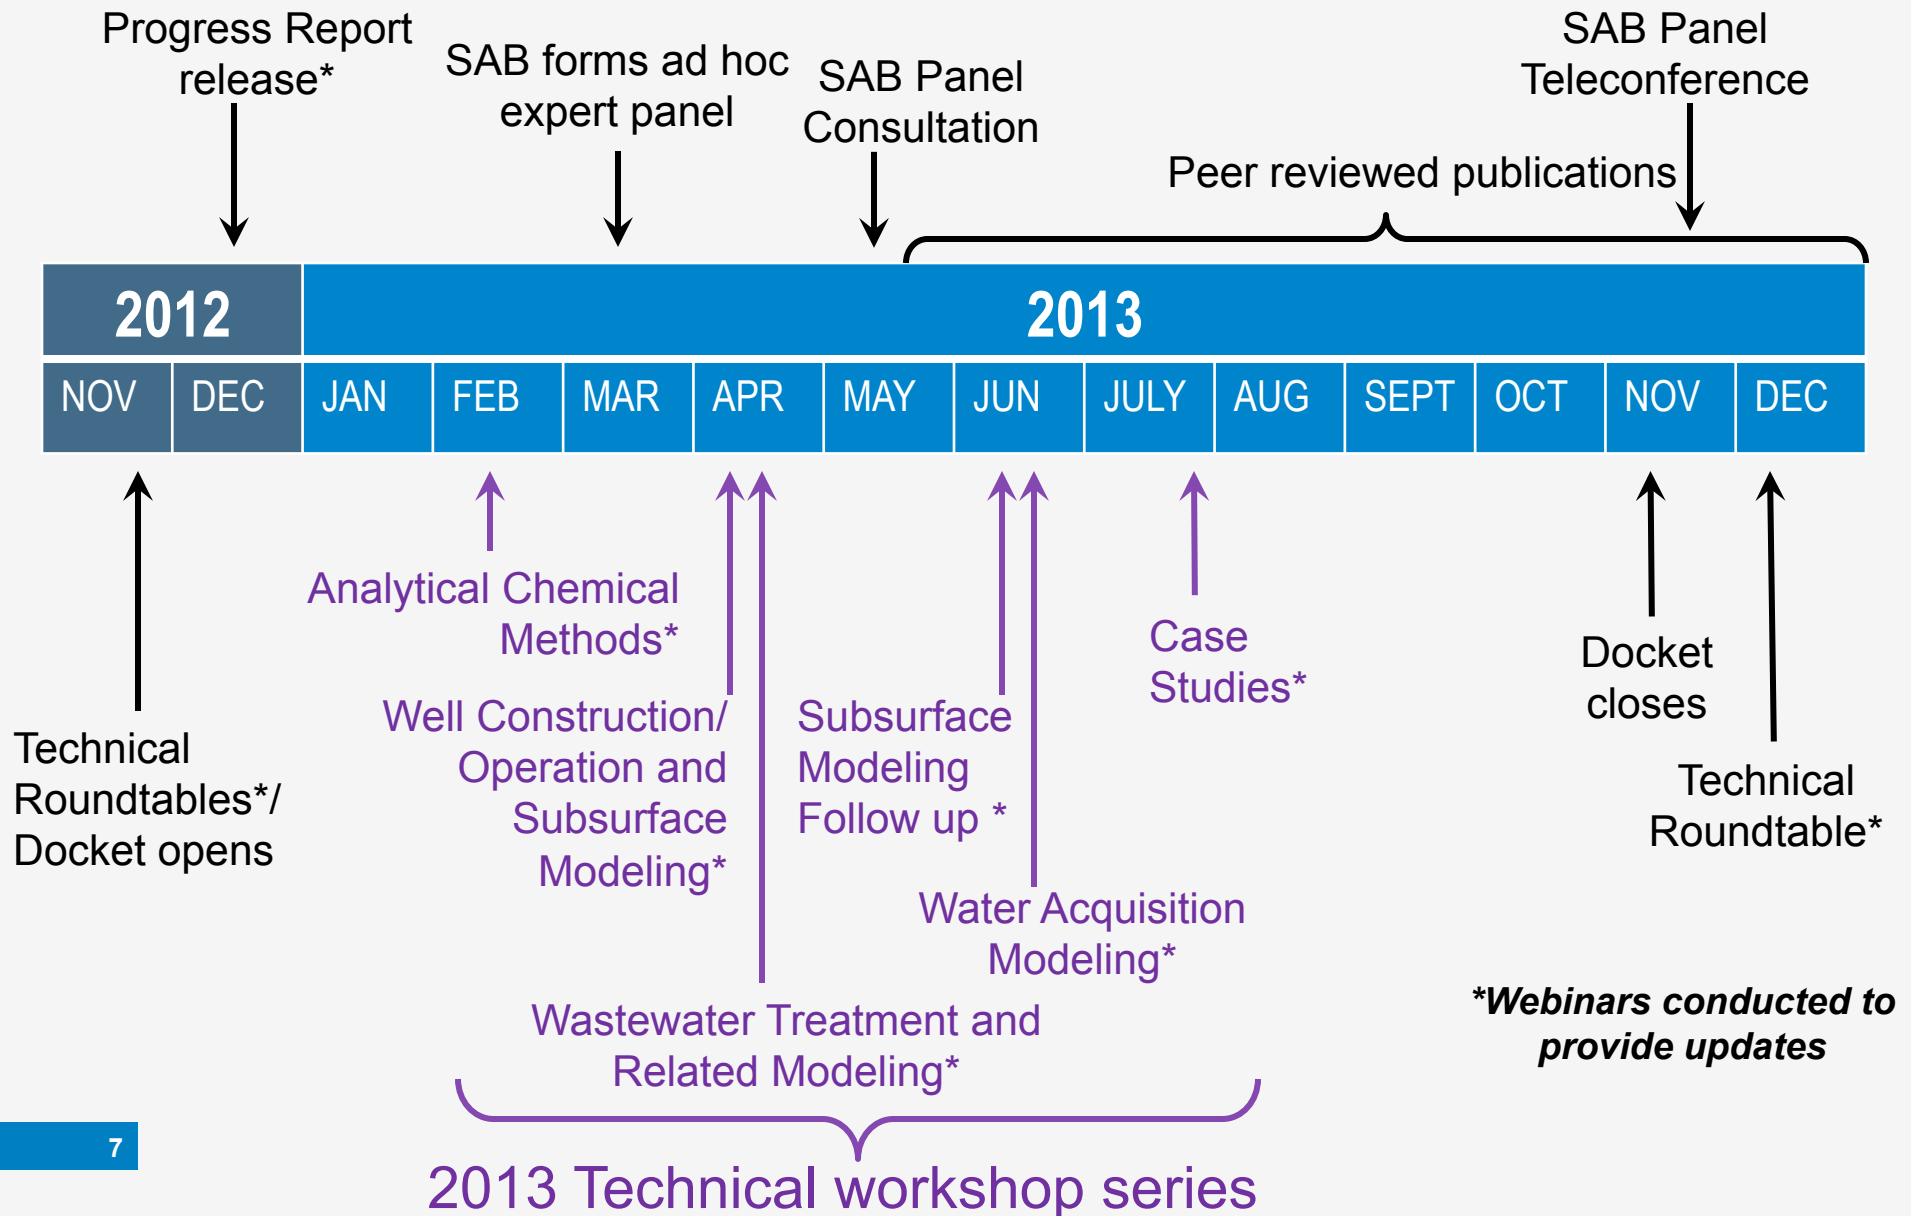 Progress Report
release*
SAB forms ad hoc
expert panel
SAB Panel
Consultation
SAB Panel
Teleconference
Peer reviewed publications
2012
2013
NOV
DEC
JAN
FEB
MAR
APR
MAY
JUN
JULY
AUG
SEPT
OCT
NOV
DEC
Technical
Roundtables*/
Docket opens
Analytical Chemical
Methods*
Well Construction/
Operation and
Subsurface
Modeling*
Wastewater Treatment and
Related Modeling*
Subsurface
Modeling
Follow up *
Water Acquisition
Modeling*
Case
Studies*
Docket
closes
Technical
Roundtable*
*Webinars conducted to
provide updates
2013 Technical workshop series
7